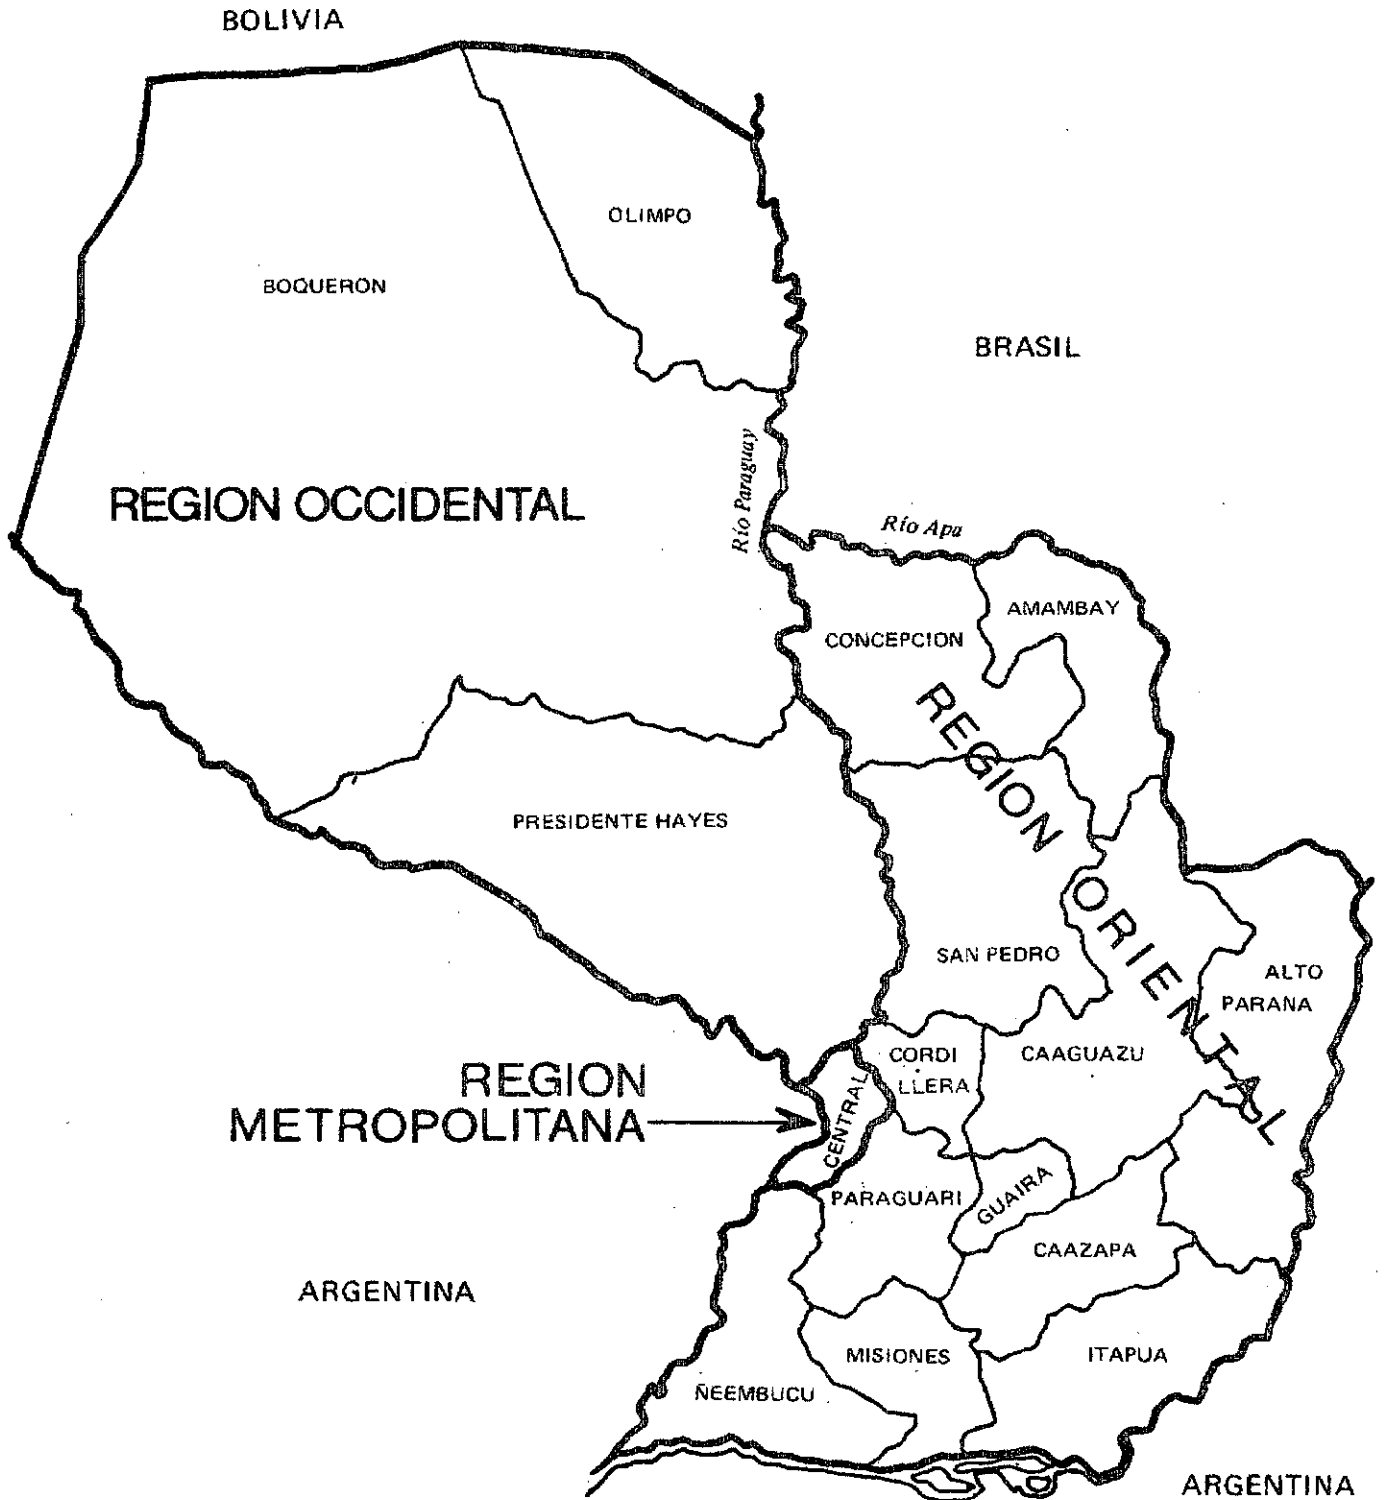 BOLIVIA
OLIMPO
BOQUERON
BRASIL
Río Paraguay
REGION OCCIDENTAL
Río Apa
AMAMBAY
CONCEPCION
REGION ORIENTAL
PRESIDENTE HAYES
SAN PEDRO
ALTO
PARANA
CORDI
LLERA
CAAGUAZU
REGION
METROPOLITANA
CENTRAL
PARAGUARI
GUAIRA
CAAZAPA
ARGENTINA
MISIONES
ITAPUA
ÑEEMBUCU
ARGENTINA